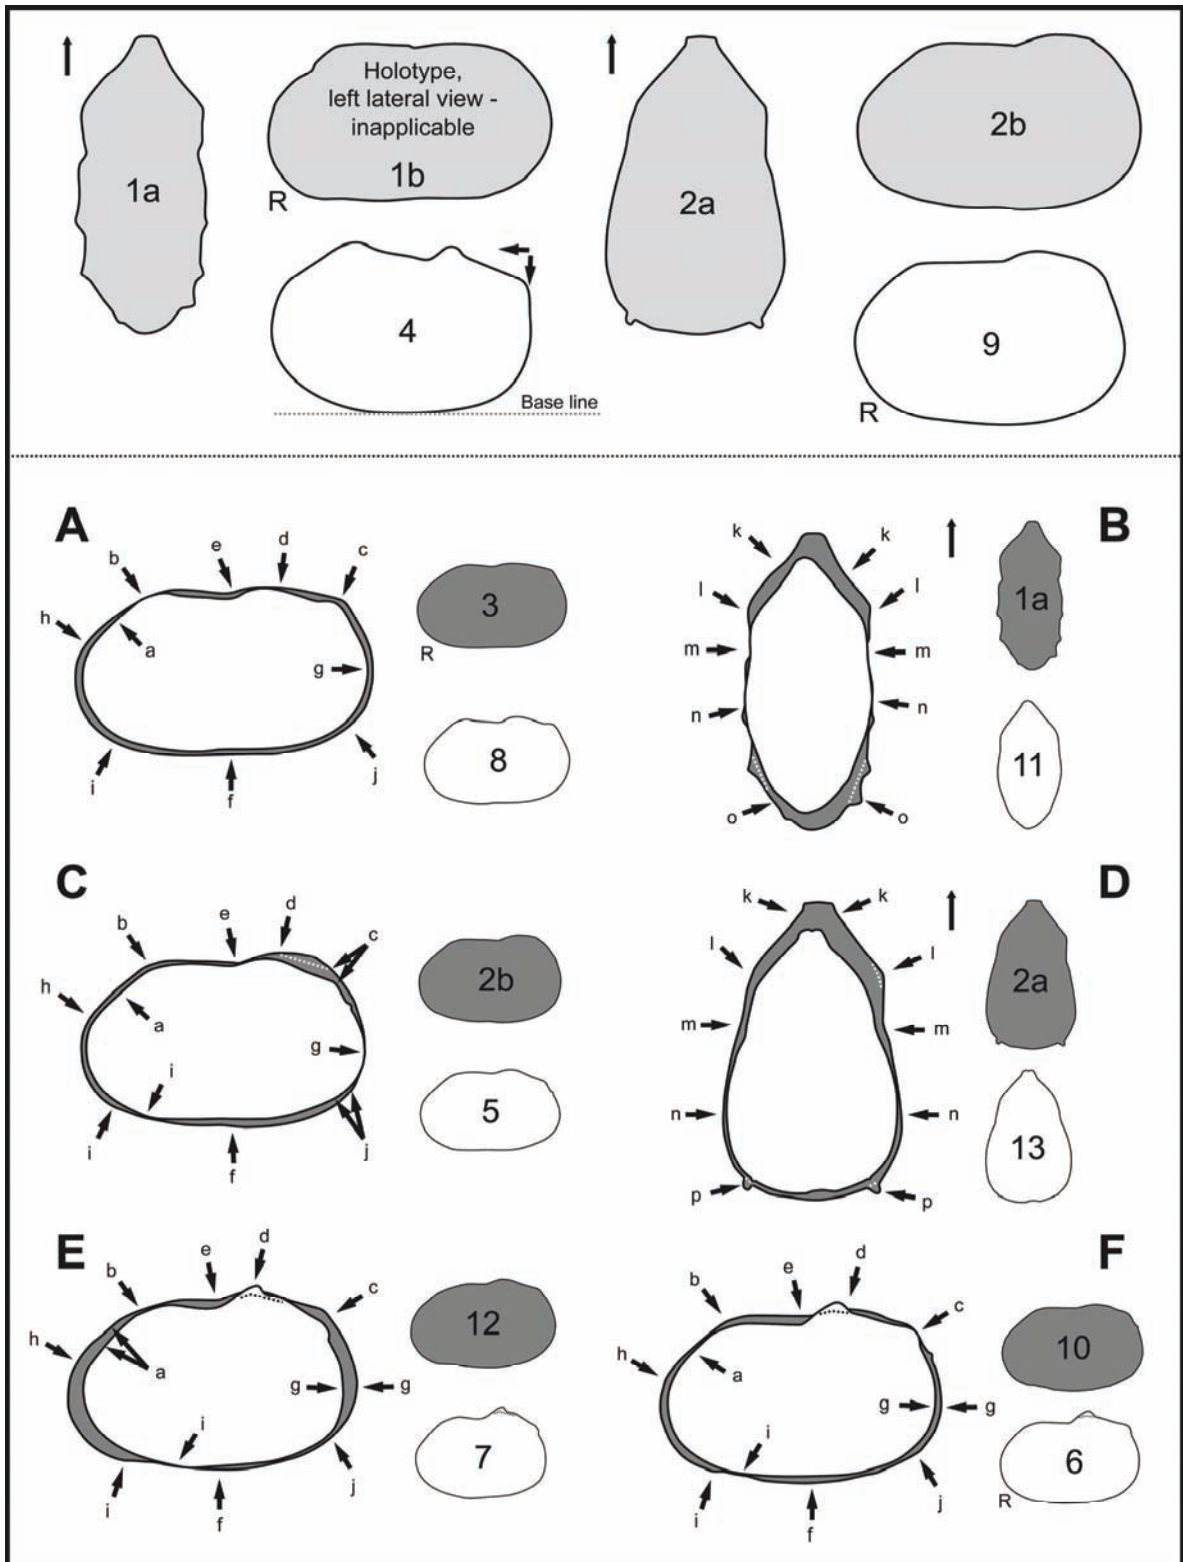 1a
Holotype,
left lateral view -
inapplicable
1b
R
2a
2b
4
Base line
9
R
A
b
e
d
c
h
a
g
i
f
j
3
R
8
B
k
k
l
l
m
m
n
n
o
o
1a
11
C
b
e
d
c
h
a
g
i
i
f
j
2b
5
D
k
k
l
l
m
m
n
n
p
p
2a
13
E
b
e
d
c
h
a
g
g
i
i
f
j
12
7
F
b
e
d
c
h
a
g
g
i
i
f
j
10
6
R